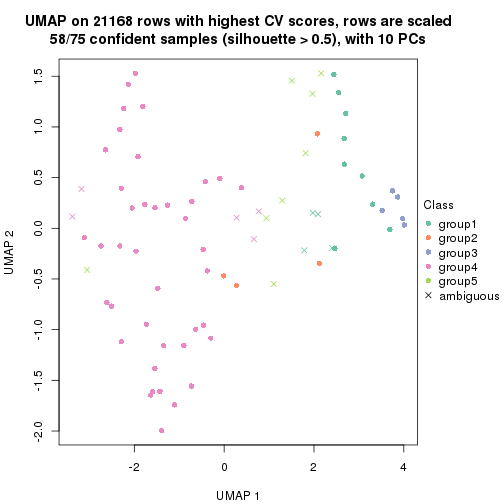 UMAP on 21168 rows with highest CV scores, rows are scaled
58/75 confident samples (silhouette > 0.5), with 10 PCs
1.5
1.0
0.5
0.0
-0.5
-1.0
-1.5
-2.0
UMAP 2
-2
0
2
4
UMAP 1
Class
group1
group2
group3
group4
group5
ambiguous